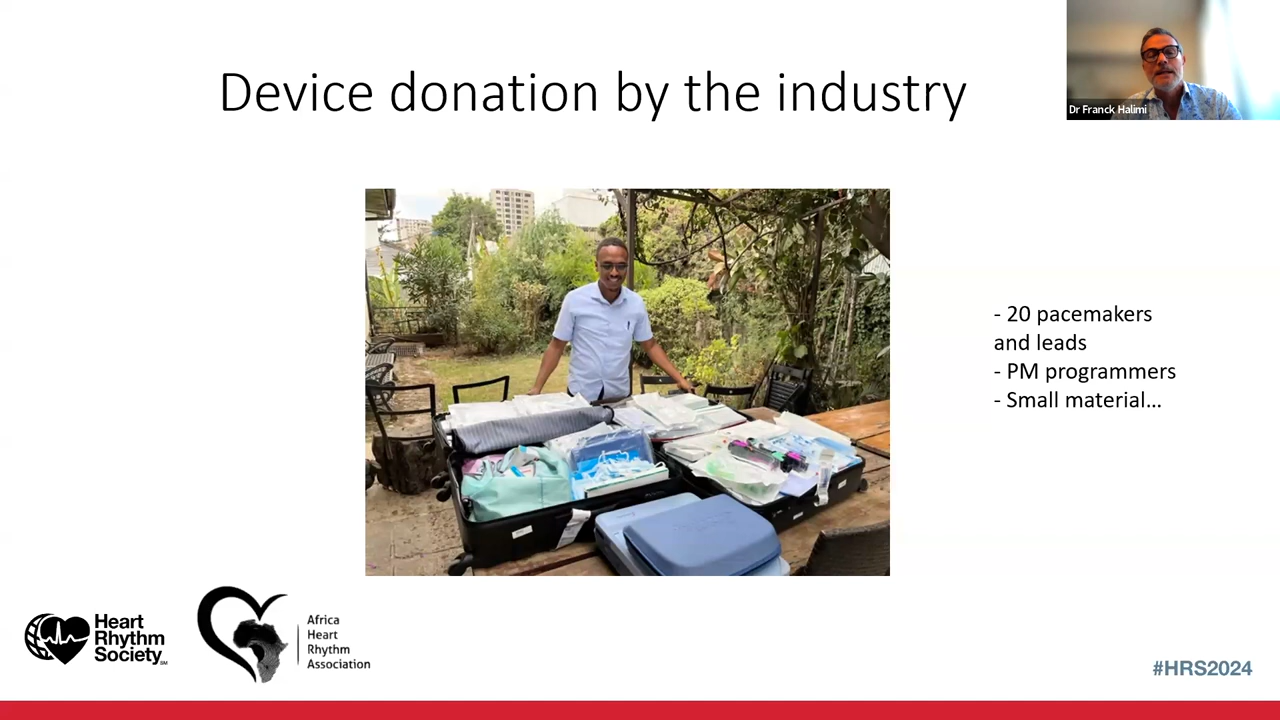 Device donation by the industry
Dr Franck Halimi
- 20 pacemakers
and leads
- PM programmers
- Small material...
Heart
Rhythm
Society
SM
Africa
Heart
Rhythm
Association
#HRS2024